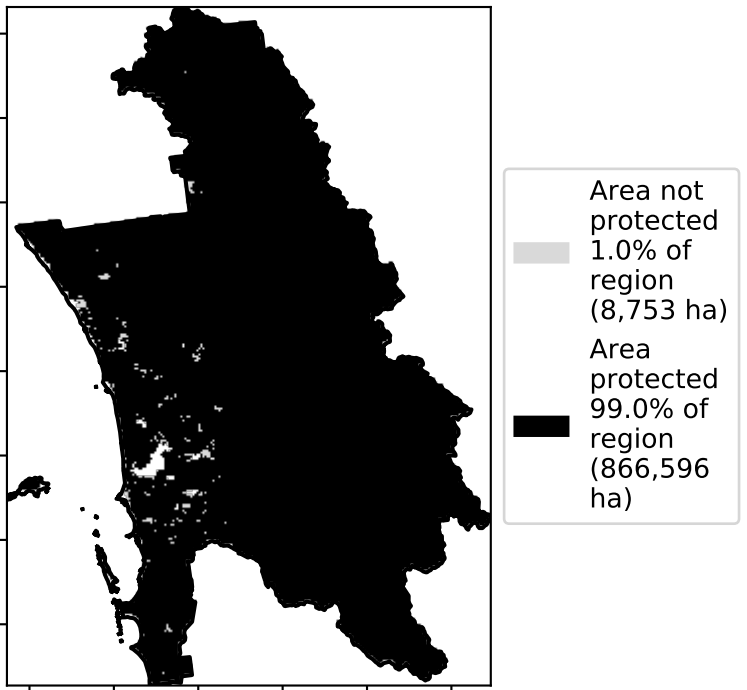 Area not
protected
1.0% of
region
(8,753 ha)
Area
protected
99.0% of
region
(866,596
ha)